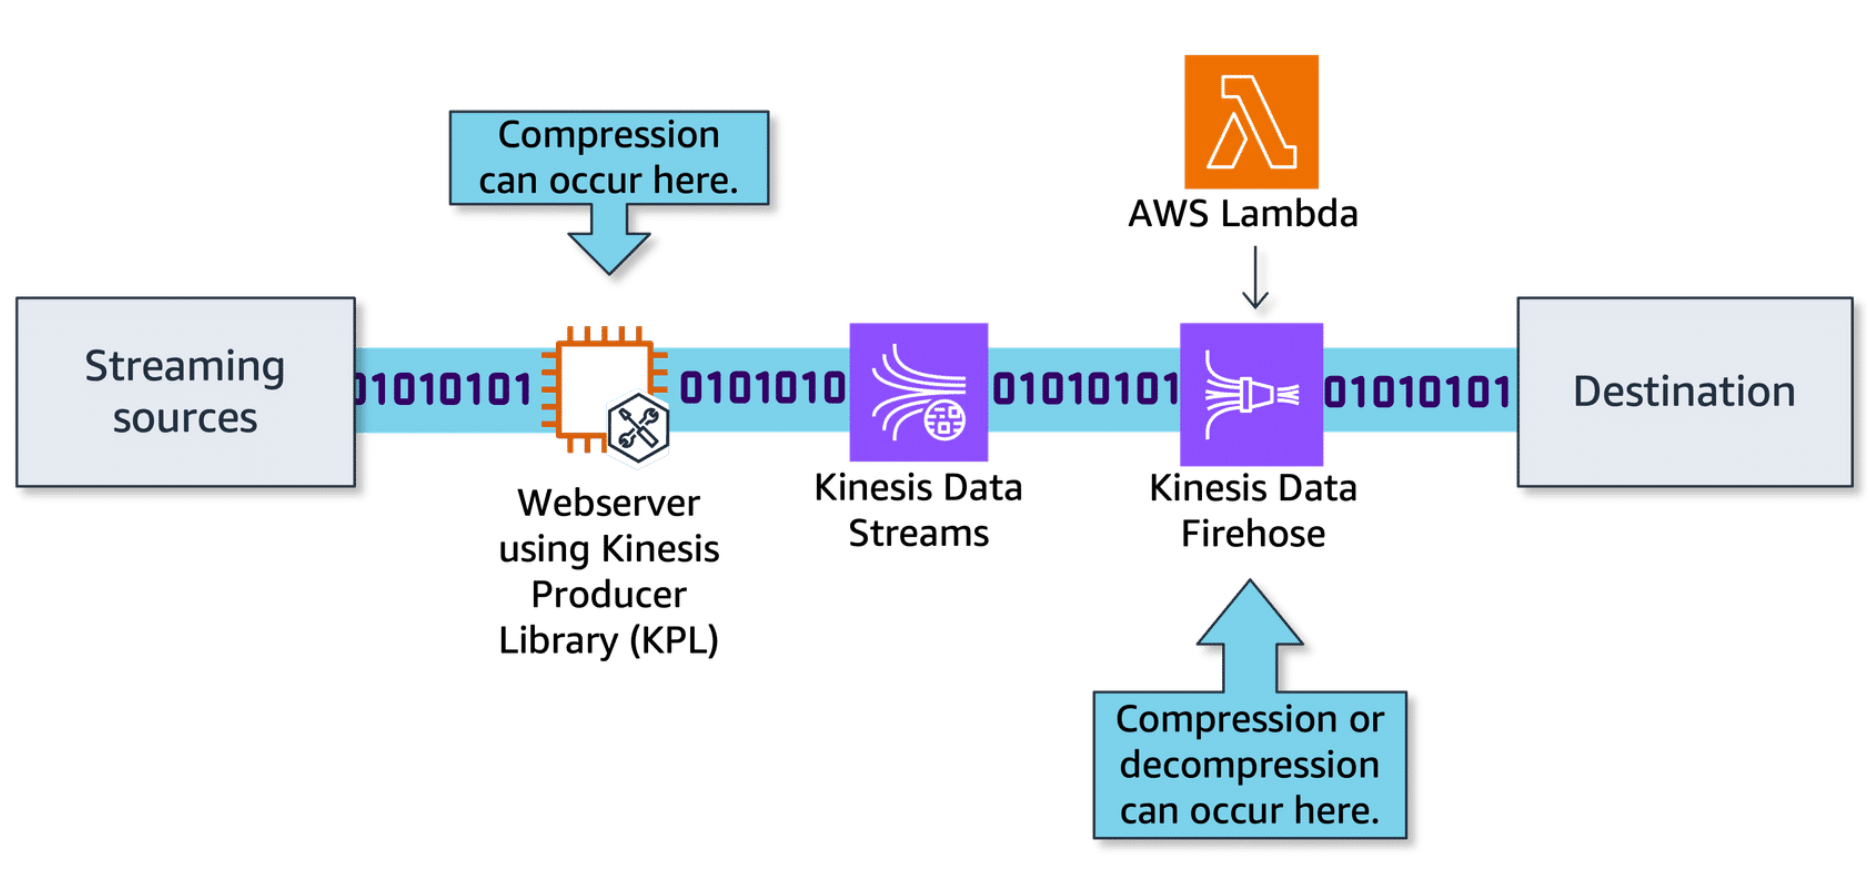 Compression
can occur here.
AWS Lambda
Streaming
sources
01010101
0101010
01010101
01010101
Destination
Webserver
using Kinesis
Producer
Library (KPL)
Kinesis Data
Streams
Kinesis Data
Firehose
Compression or
decompression
can occur here.